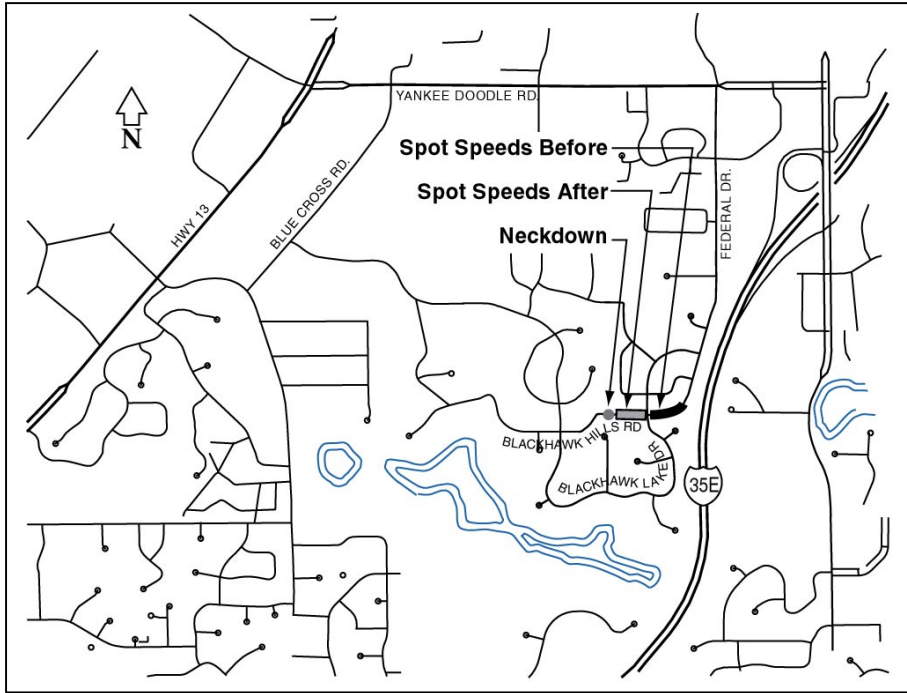 YANKEE DOODLE RD.
N
Spot Speeds Before
Spot Speeds After
Neckdown
HWY 13
BLUE CROSS RD.
FEDERAL DR.
BLACKHAWK HILLS RD
BLACKHAWK LAKE DR
35E